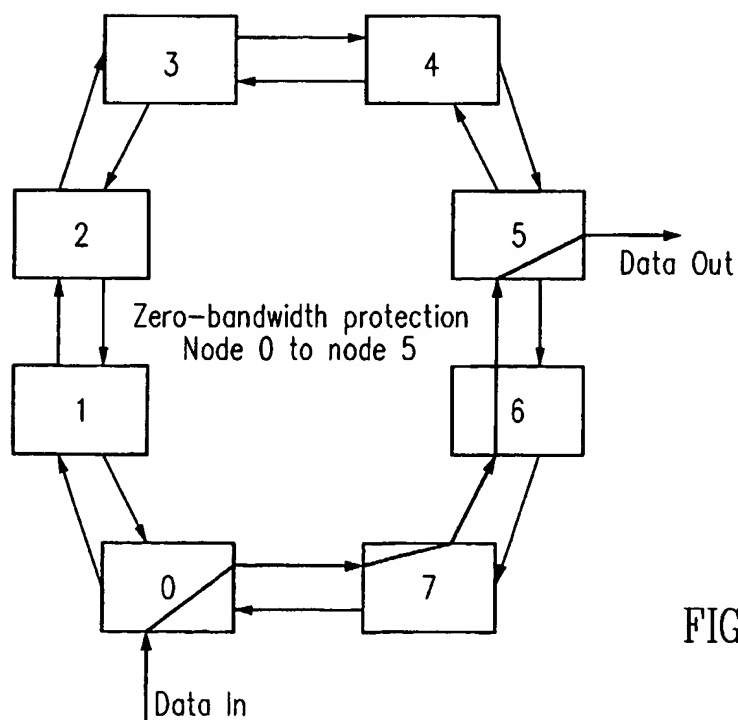 3
4
2
5
Data Out
Zero-bandwidth protection
Node 0 to node 5
1
6
0
7
FIG
Data In